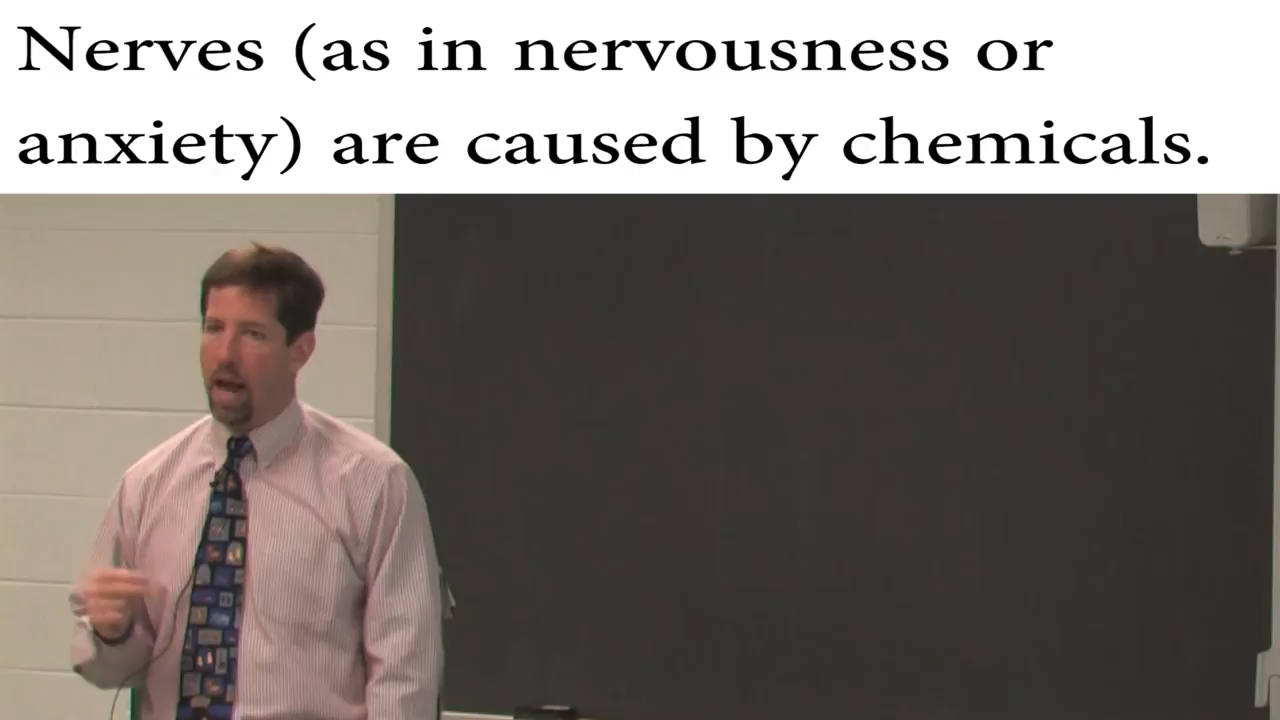 Nerves (as in nervousness or
anxiety) are caused by chemicals.